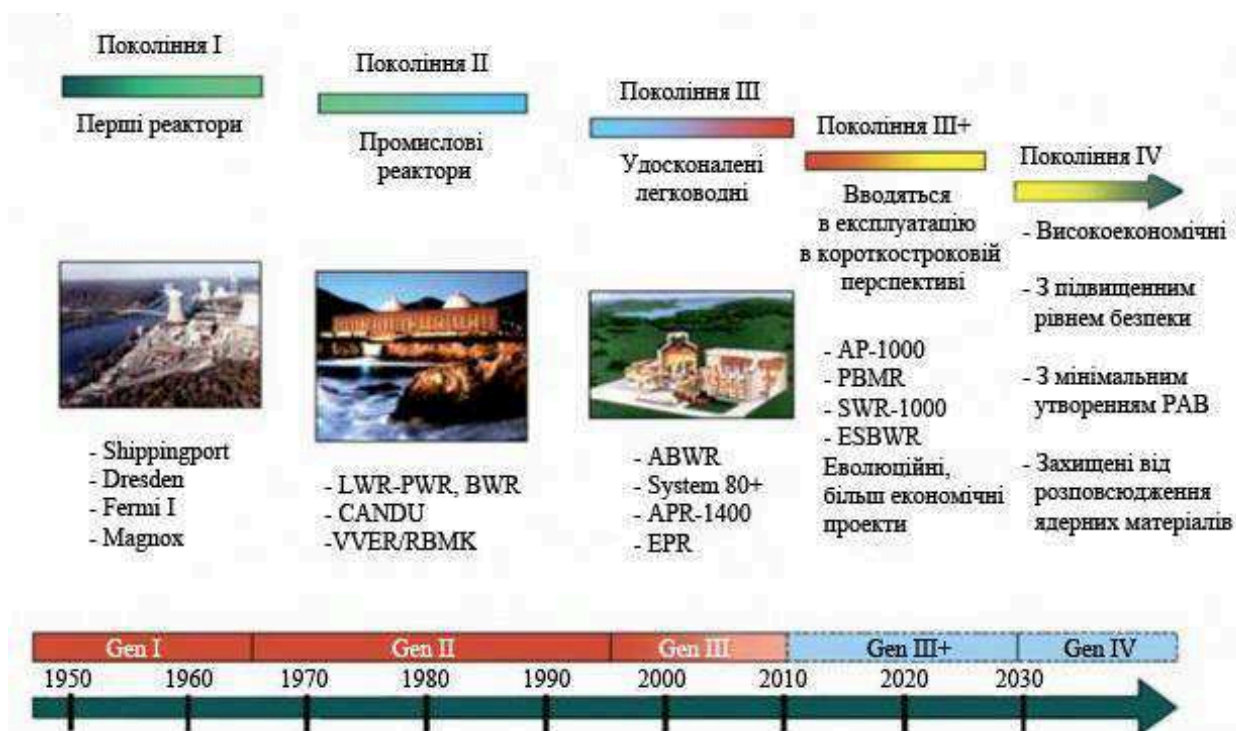 Покоління I
Перші реактори
- Shippingport
- Dresden
- Fermi I
- Magnox
Покоління II
Промислові
реактори
- LWR-PWR, BWR
- CANDU
-VVER/RBMK
Покоління III
Удосконалені
легководні
- ABWR
- System 80+
- APR-1400
- EPR
Покоління III+
Вводяться
в експлуатацію
в короткостроковій
перспективі
- AP-1000
- PBMR
- SWR-1000
- ESBWR
Еволюційні,
більш економічні
проекти
Покоління IV
- Високоекономічні
- З підвищенним
рівнем безпеки
- З мінімальним
утворенням РАВ
- Захищені від
розповсюдження
ядерних матеріалів
Gen I Gen II Gen III Gen III+ Gen IV
1950 1960 1970 1980 1990 2000 2010 2020 2030